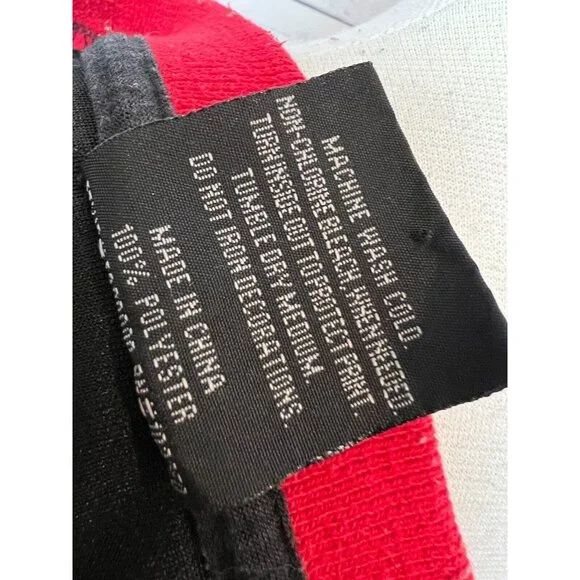 MACHINE WASH COLD
NON-CHLORINE BLEACH, WHEN NEEDED
TURN INSIDE OUT TO PROTECT PRINT.
TUMBLE DRY MEDIUM.
DO NOT IRON DECORATIONS.
MADE IN CHINA
100% POLYESTER